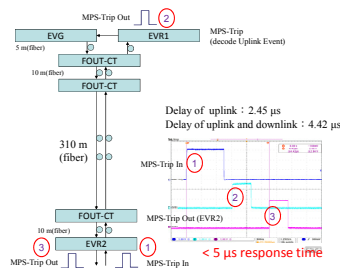 MPS-Trip Out
2
EVG
EVR1
MPS-Trip
(decode Uplink Event)
5 m(fiber)
FOUT-CT
10 m(fiber)
FOUT-CT
Delay of uplink：2.45 μs
Delay of uplink and downlink：4.42 μs
310 m
(fiber)
MPS-Trip In
1
2
3
FOUT-CT
MPS-Trip Out (EVR2)
10 m(fiber)
EVR2
3
1
< 5 μs response time
MPS-Trip Out
MPS-Trip In